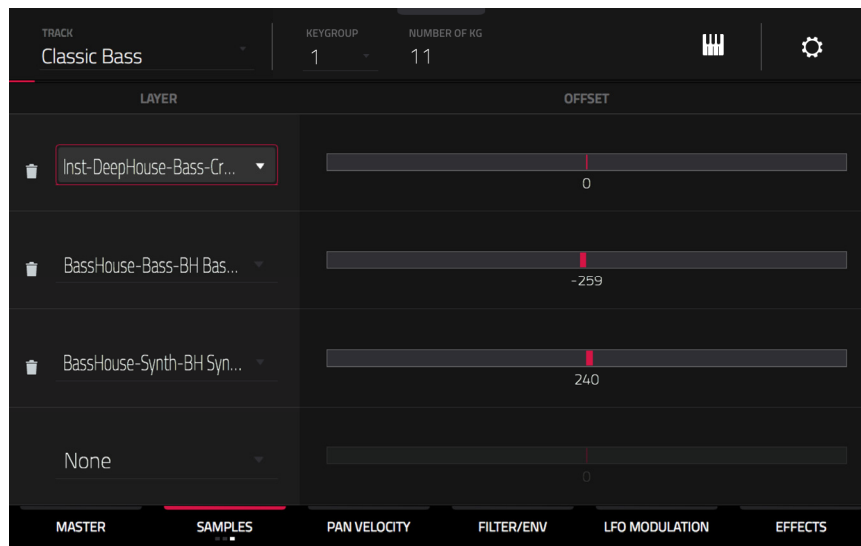 TRACK
Classic Bass
KEYGROUP
1
NUMBER OF KG
11
LAYER
OFFSET
Inst-DeepHouse-Bass-Cr...
0
BassHouse-Bass-BH Bas...
-259
BassHouse-Synth-BH Syn...
240
None
0
MASTER
SAMPLES
PAN VELOCITY
FILTER/ENV
LFO MODULATION
EFFECTS